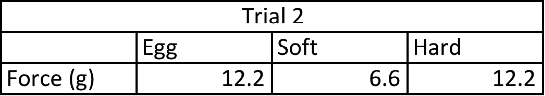 Trial 2
Egg Soft Hard
Force (g) 12.2 6.6 12.2